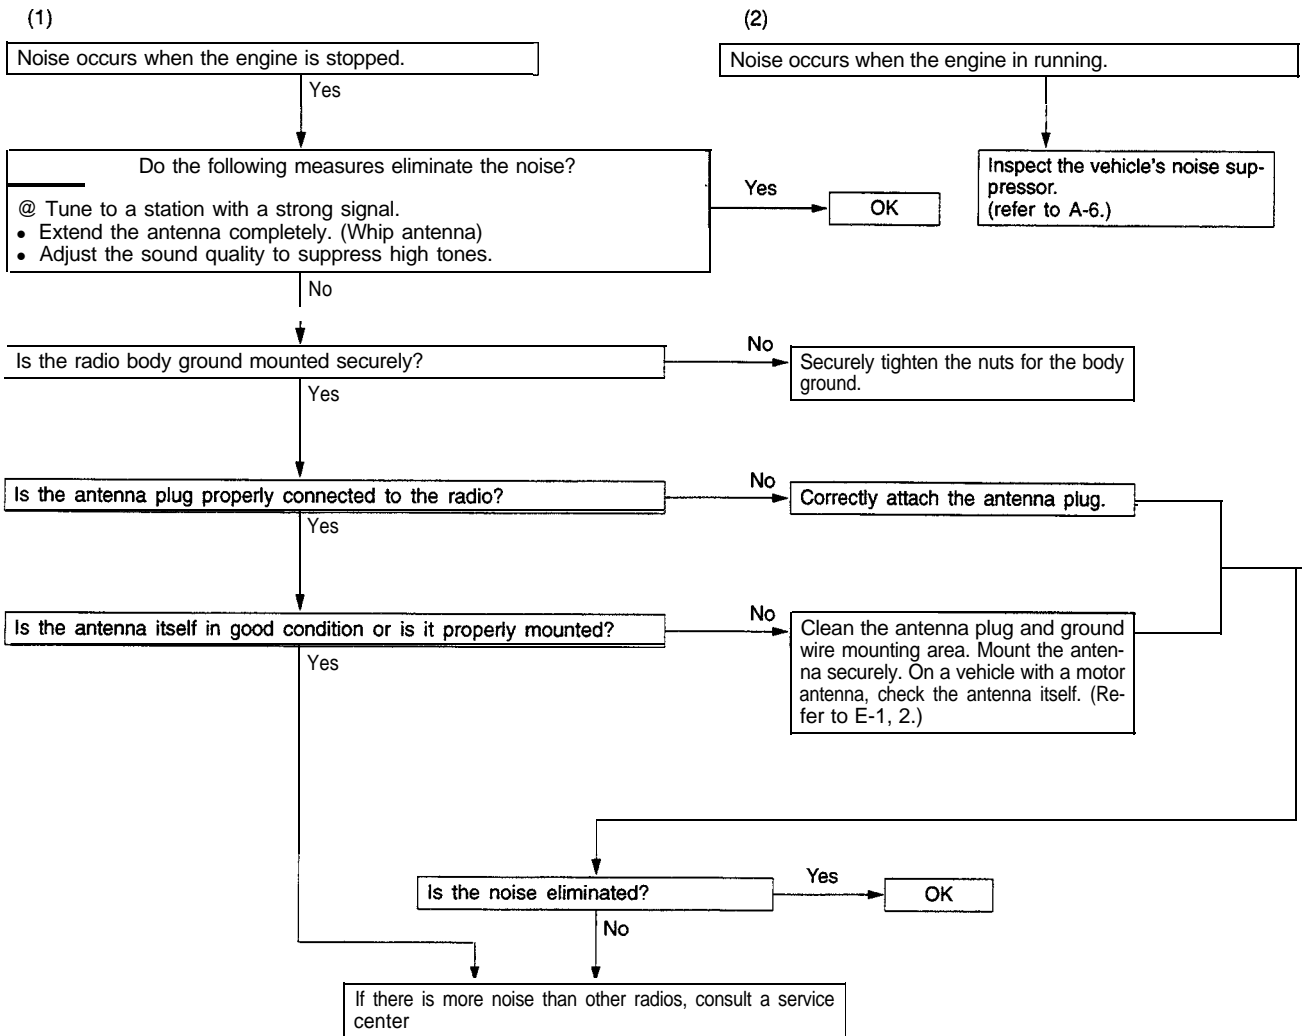 (1)
(2)
Noise occurs when the engine is stopped.
Noise occurs when the engine in running.
Yes
Do the following measures eliminate the noise?
@ Tune to a station with a strong signal.
• Extend the antenna completely. (Whip antenna)
• Adjust the sound quality to suppress high tones.
Yes
OK
Inspect the vehicle's noise sup-
pressor.
(refer to A-6.)
No
Is the radio body ground mounted securely?
No
Securely tighten the nuts for the body
ground.
Yes
Is the antenna plug properly connected to the radio?
No
Correctly attach the antenna plug.
Yes
Is the antenna itself in good condition or is it properly mounted?
No
Clean the antenna plug and ground
wire mounting area. Mount the anten-
na securely. On a vehicle with a motor
antenna, check the antenna itself. (Re-
fer to E-1, 2.)
Yes
Is the noise eliminated?
Yes
OK
No
If there is more noise than other radios, consult a service
center